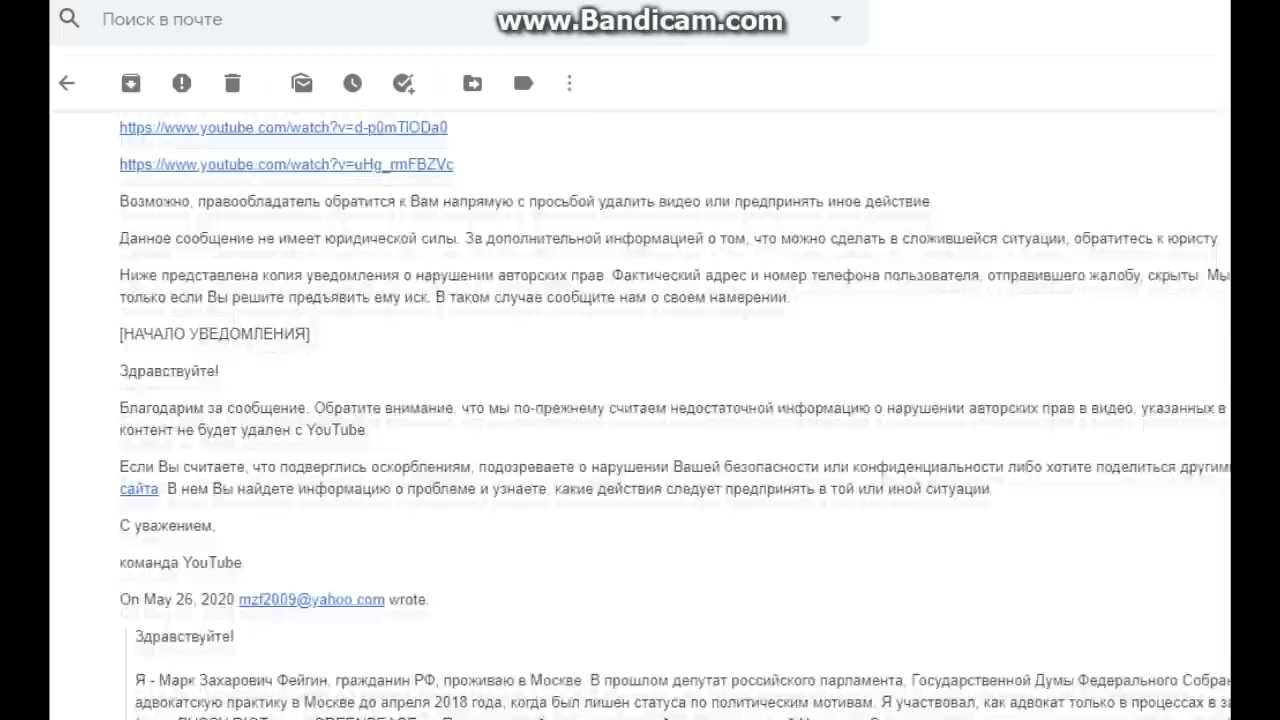 Поиск в почте
www.Bandicam.com
https://www.youtube.com/watch?v=d-p0mTlODa0
https://www.youtube.com/watch?v=uHg_rmFBZVc
Возможно, правообладатель обратится к Вам напрямую с просьбой удалить видео или предпринять иное действие
Данное сообщение не имеет юридической силы. За дополнительной информацией о том, что можно сделать в сложившейся ситуации, обратитесь к юристу.
Ниже представлена копия уведомления о нарушении авторских прав. Фактический адрес и номер телефона пользователя, отправившего жалобу, скрыты. Мы
только если Вы решите предъявить ему иск. В таком случае сообщите нам о своем намерении.
[НАЧАЛО УВЕДОМЛЕНИЯ]
Здравствуйте!
Благодарим за сообщение. Обратите внимание, что мы по-прежнему считаем недостаточной информацию о нарушении авторских прав в видео, указанных в
контент не будет удален с YouTube.
Если Вы считаете, что подверглись оскорблениям, подозреваете о нарушении Вашей безопасности или конфиденциальности либо хотите поделиться другими
сайта. В нем Вы найдете информацию о проблеме и узнаете, какие действия следует предпринять в той или иной ситуации.
С уважением,
команда YouTube
On May 26, 2020 mzf2009@yahoo.com wrote:
Здравствуйте!
Я - Марк Захарович Фейгин, гражданин РФ, проживаю в Москве. В прошлом депутат российского парламента, Государственной Думы Федерального Собран
адвокатскую практику в Москве до апреля 2018 года, когда был лишен статуса по политическим мотивам. Я участвовал, как адвокат только в процессах в за